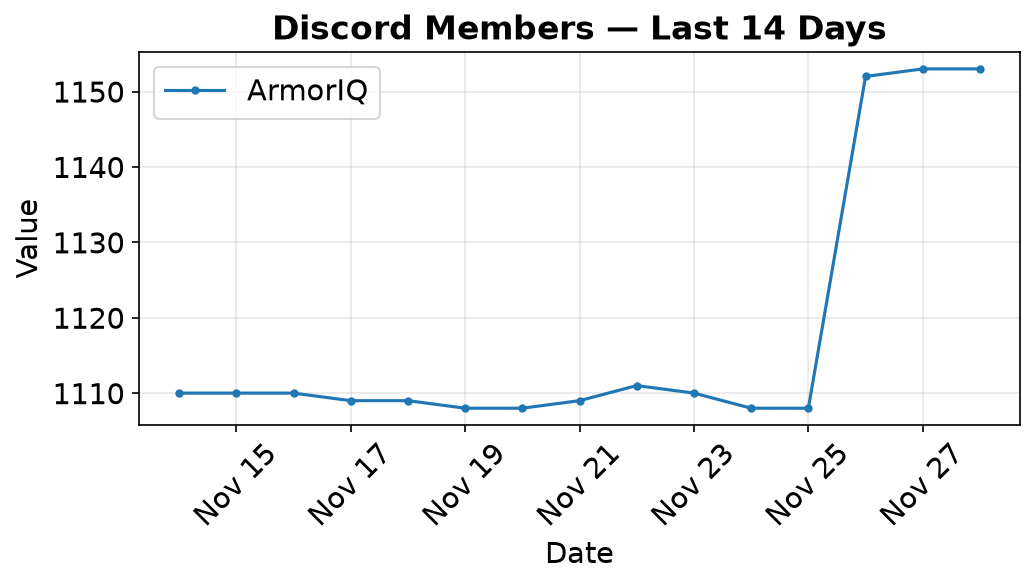 Discord Members — Last 14 Days
ArmorIQ
Value
1150
1140
1130
1120
1110
Nov 15
Nov 17
Nov 19
Nov 21
Nov 23
Nov 25
Nov 27
Date